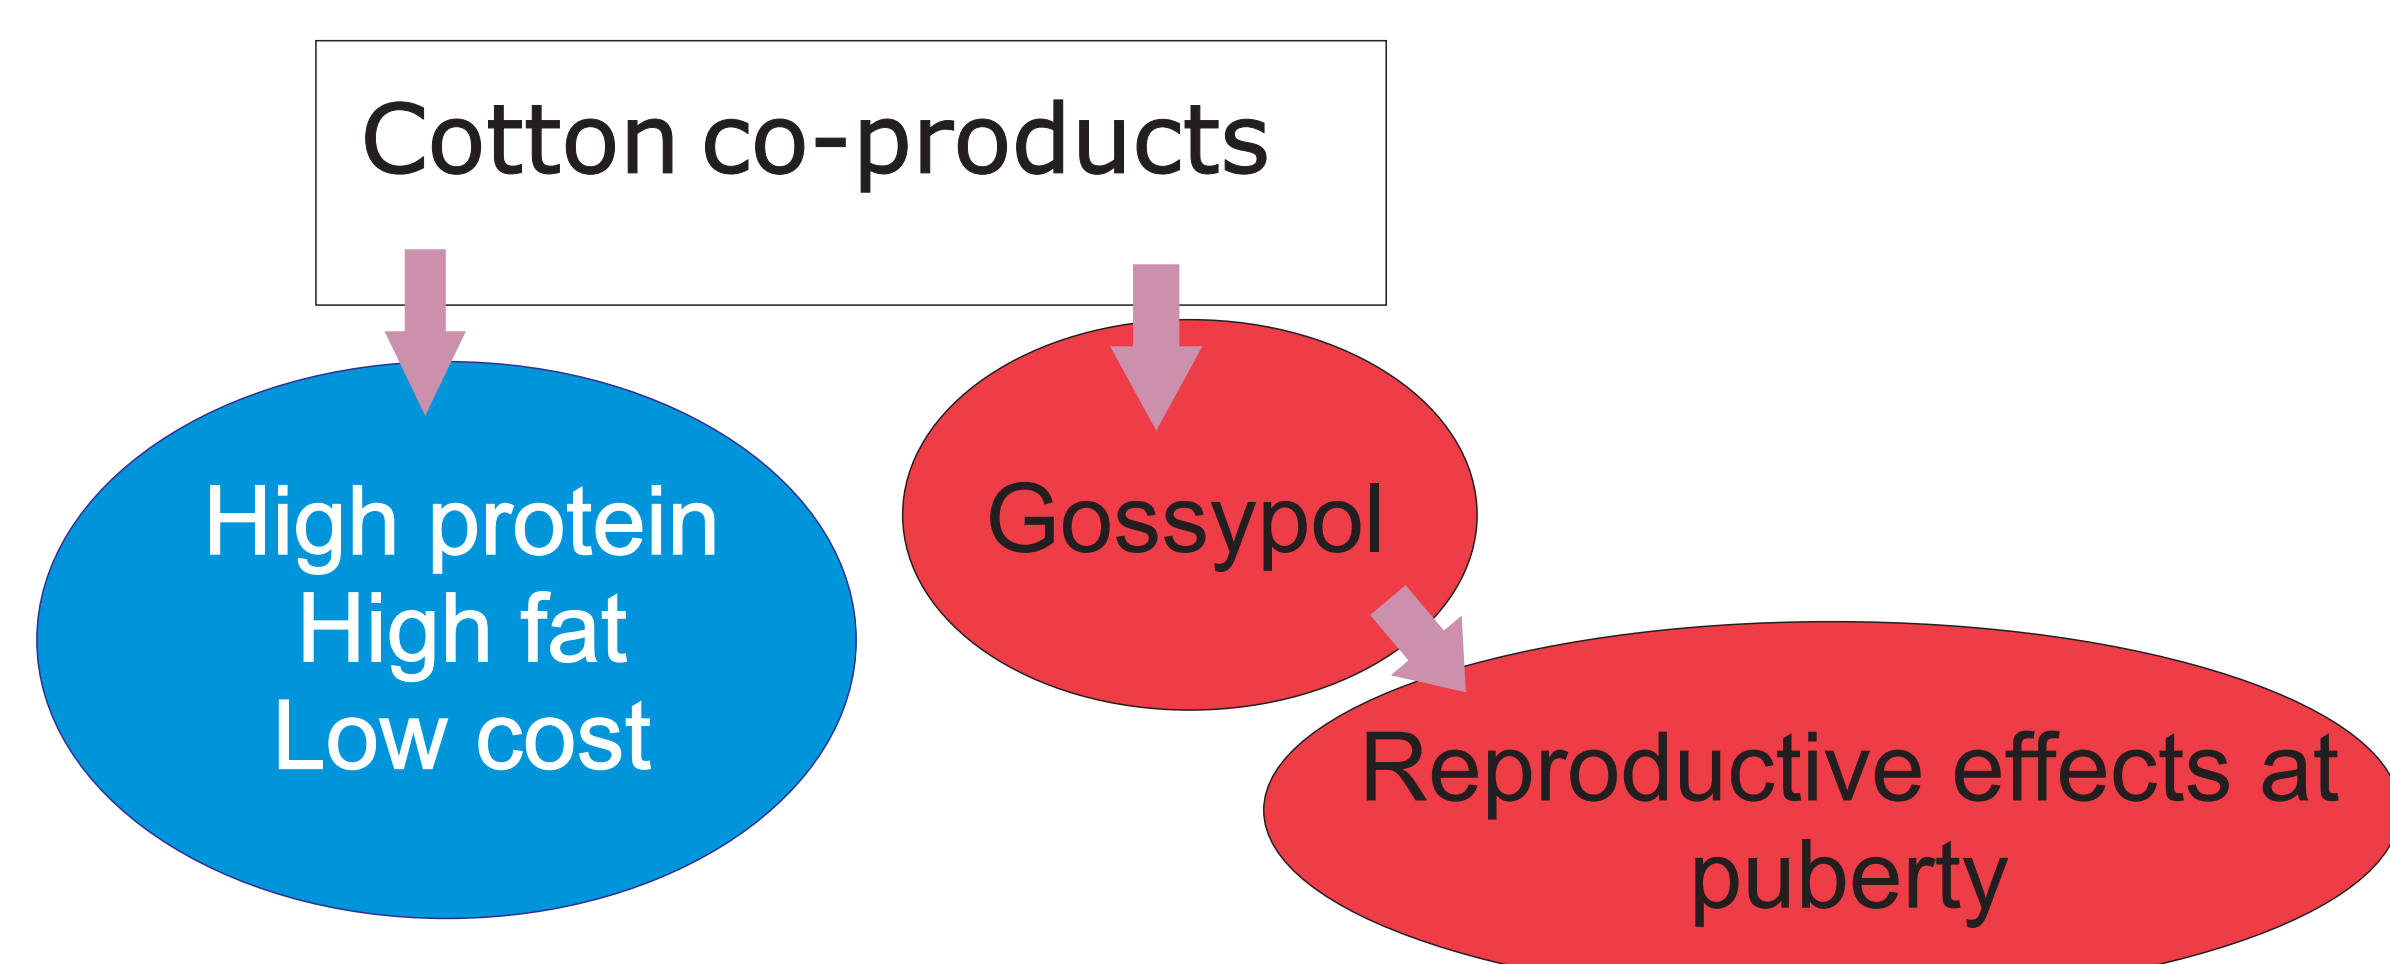 Cotton co-products
High protein
High fat
Low cost
Gossypol
Reproductive effects at
puberty